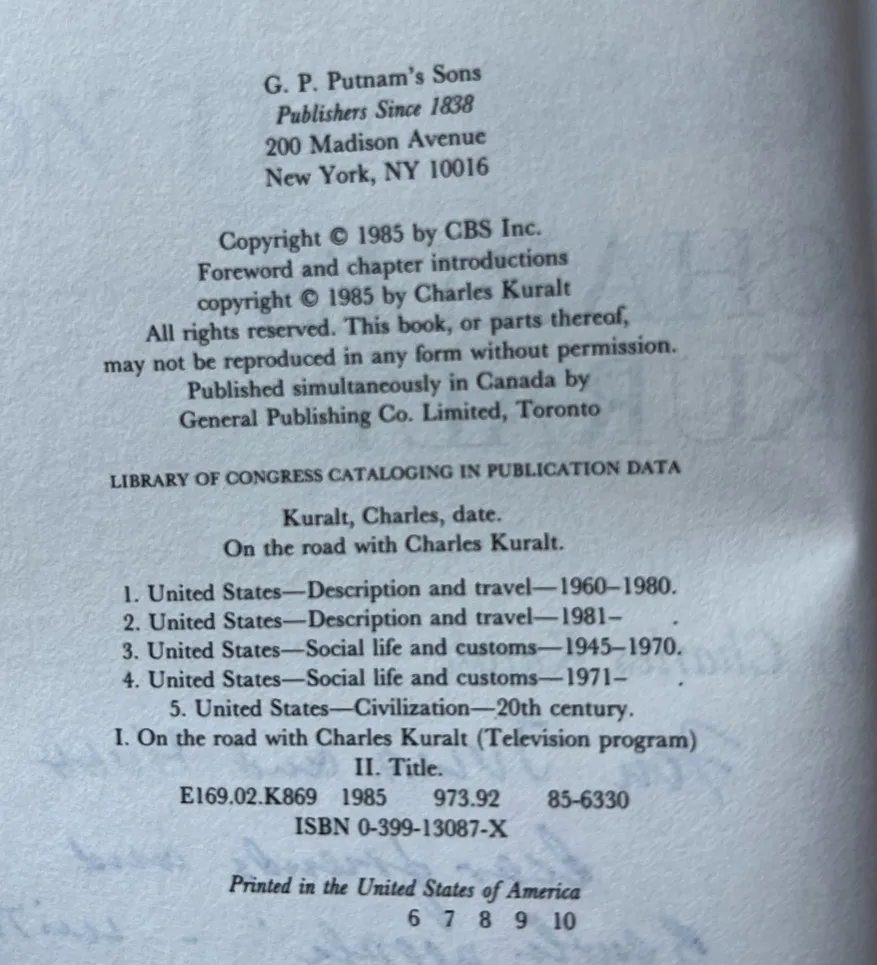 G. P. Putnam's Sons
Publishers Since 1838
200 Madison Avenue
New York, NY 10016
Copyright © 1985 by CBS Inc.
Foreword and chapter introductions
copyright © 1985 by Charles Kuralt
All rights reserved. This book, or parts thereof,
may not be reproduced in any form without permission.
Published simultaneously in Canada by
General Publishing Co. Limited, Toronto
LIBRARY OF CONGRESS CATALOGING IN PUBLICATION DATA
Kuralt, Charles, date.
On the road with Charles Kuralt.
1. United States—Description and travel—1960–1980.
2. United States—Description and travel—1981– .
3. United States—Social life and customs—1945–1970.
4. United States—Social life and customs—1971– .
5. United States—Civilization—20th century.
I. On the road with Charles Kuralt (Television program)
II. Title.
E169.02.K869 1985 973.92 85-6330
ISBN 0-399-13087-X
Printed in the United States of America
6 7 8 9 10